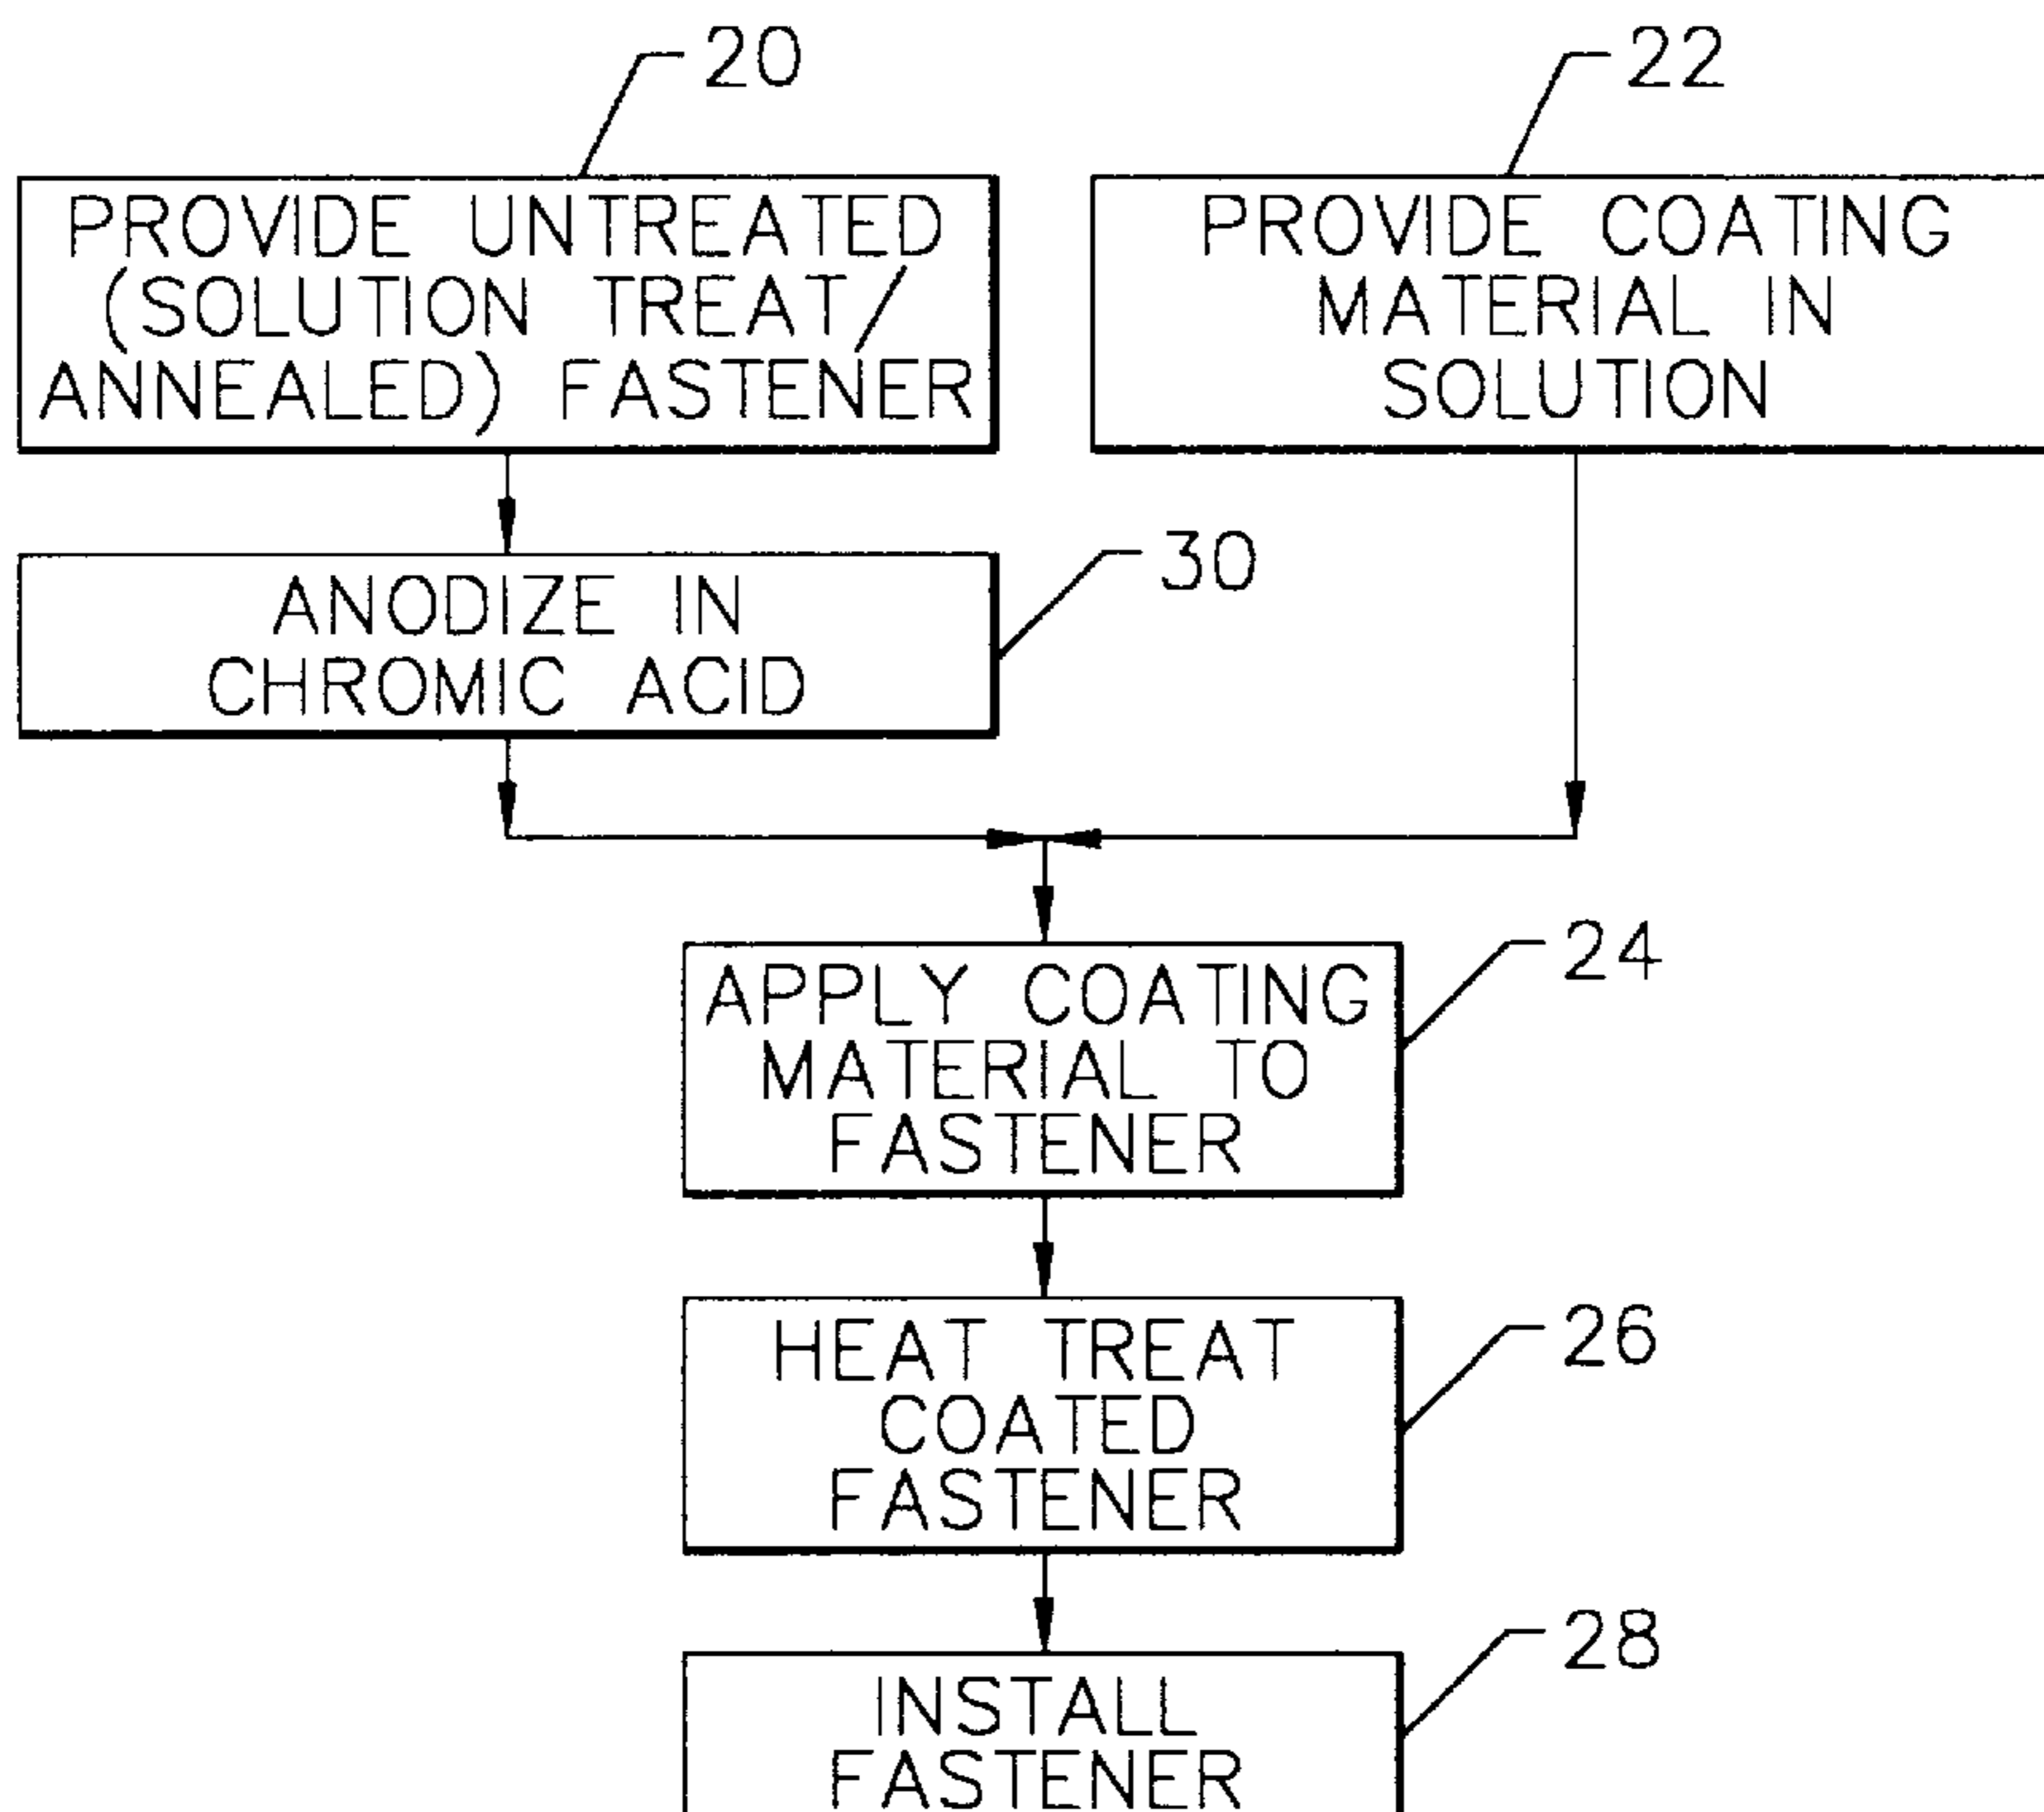 20
PROVIDE UNTREATED
(SOLUTION TREAT/
ANNEALED) FASTENER
22
PROVIDE COATING
MATERIAL IN
SOLUTION
30
ANODIZE IN
CHROMIC ACID
24
APPLY COATING
MATERIAL TO
FASTENER
26
HEAT TREAT
COATED
FASTENER
28
INSTALL
FASTENER